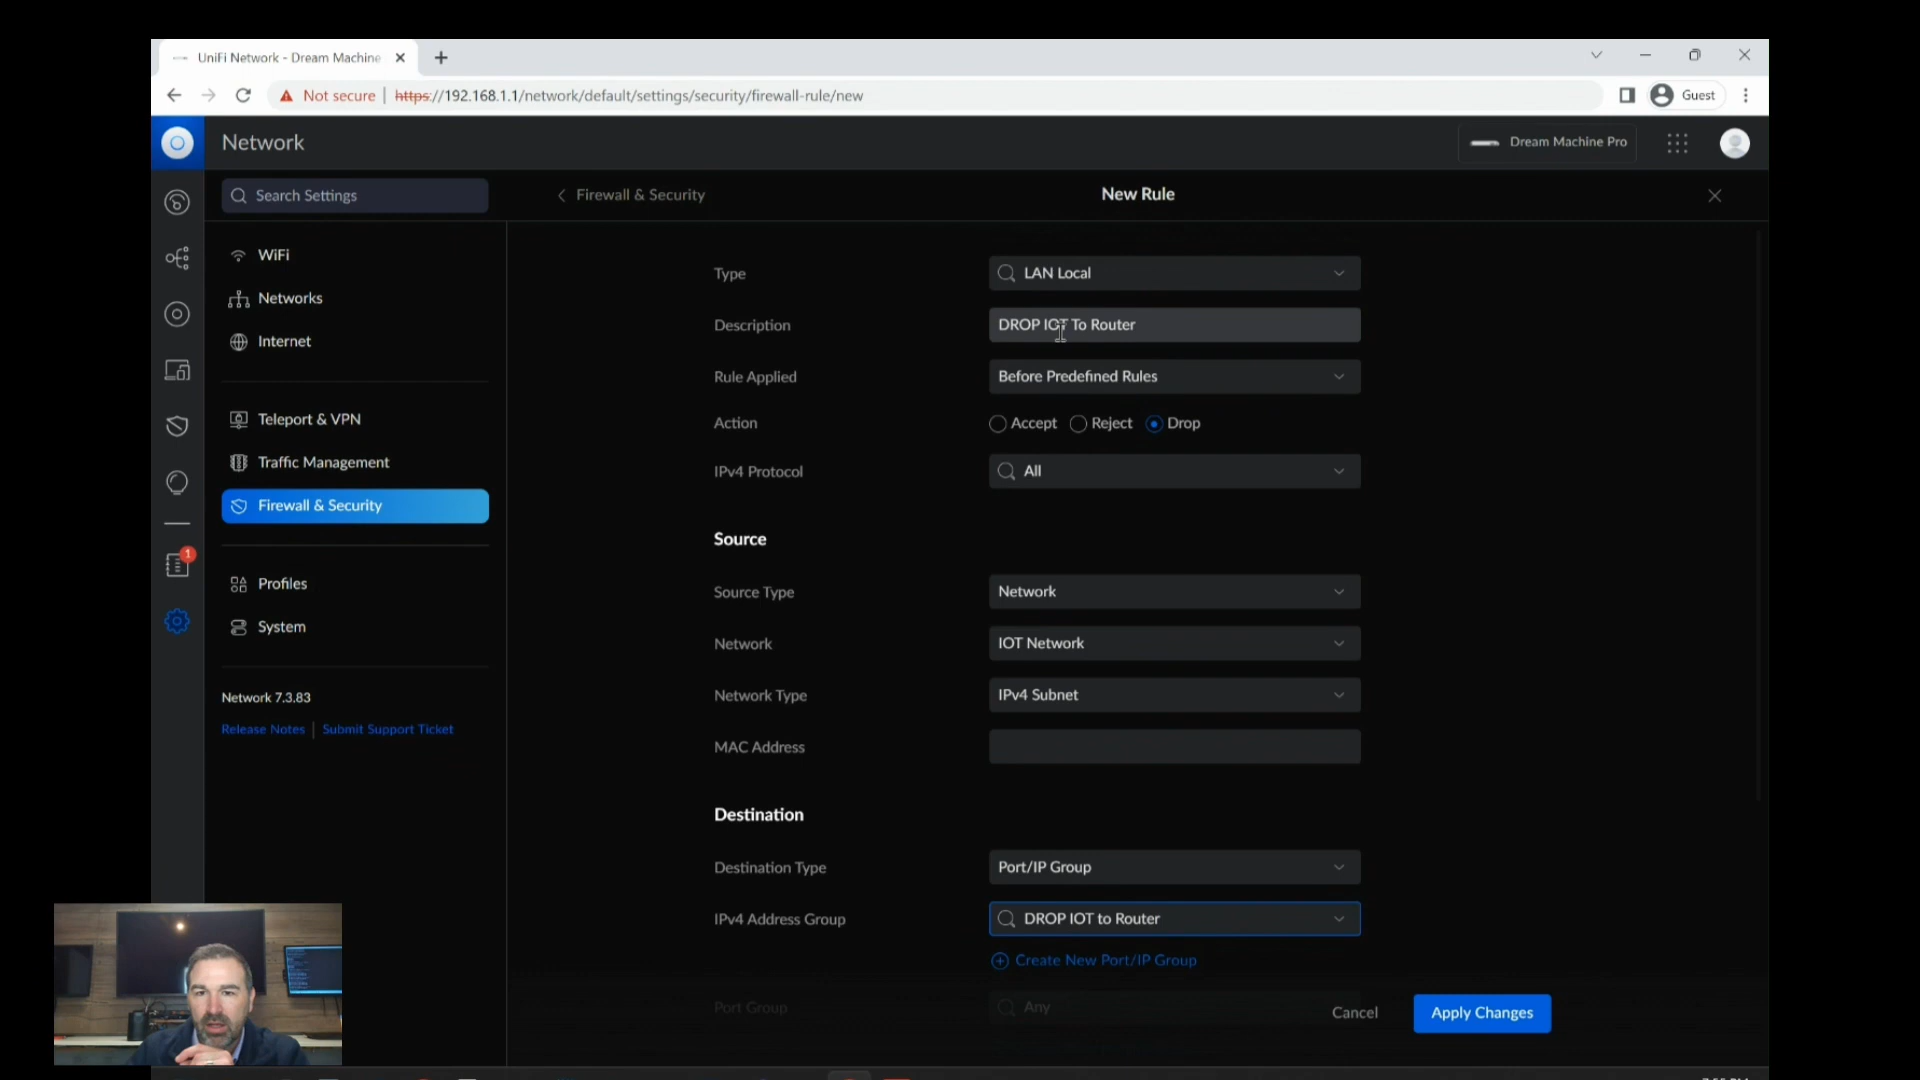 UniFi Network - Dream Machine
Not secure
https://192.168.1.1/network/default/settings/security/firewall-rule/new
Guest
Network
Dream Machine Pro
Search Settings
Firewall & Security
New Rule
WiFi
Networks
Internet
Teleport & VPN
Traffic Management
Firewall & Security
1
Profiles
System
Network 7.3.83
Release Notes
Submit Support Ticket
Type
LAN Local
Description
DROP IOT To Router
Rule Applied
Before Predefined Rules
Action
Accept
Reject
Drop
IPv4 Protocol
All
Source
Source Type
Network
Network
IOT Network
Network Type
IPv4 Subnet
MAC Address
Destination
Destination Type
Port/IP Group
IPv4 Address Group
DROP IOT to Router
Create New Port/IP Group
Port Group
Any
Cancel
Apply Changes